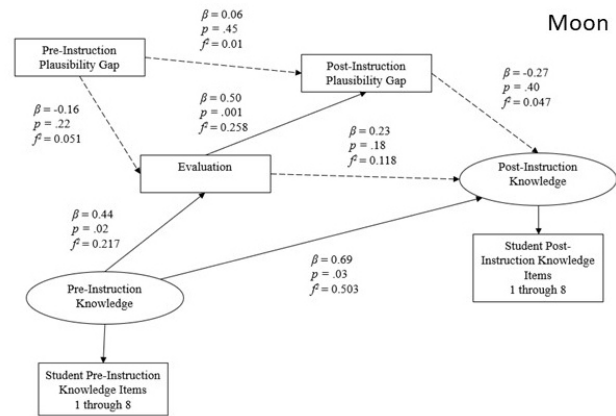 Moon
β = 0.06
p = .45
f² = 0.01
Pre-Instruction
Plausibility Gap
Post-Instruction
Plausibility Gap
β = -0.27
p = .40
f² = 0.047
β = -0.16
p = .22
f² = 0.051
β = 0.50
p = .001
f² = 0.258
β = 0.23
p = .18
f² = 0.118
Evaluation
Post-Instruction
Knowledge
β = 0.44
p = .02
f² = 0.217
β = 0.69
p = .03
f² = 0.503
Student Post-
Instruction Knowledge
Items
1 through 8
Pre-Instruction
Knowledge
Student Pre-Instruction
Knowledge Items
1 through 8